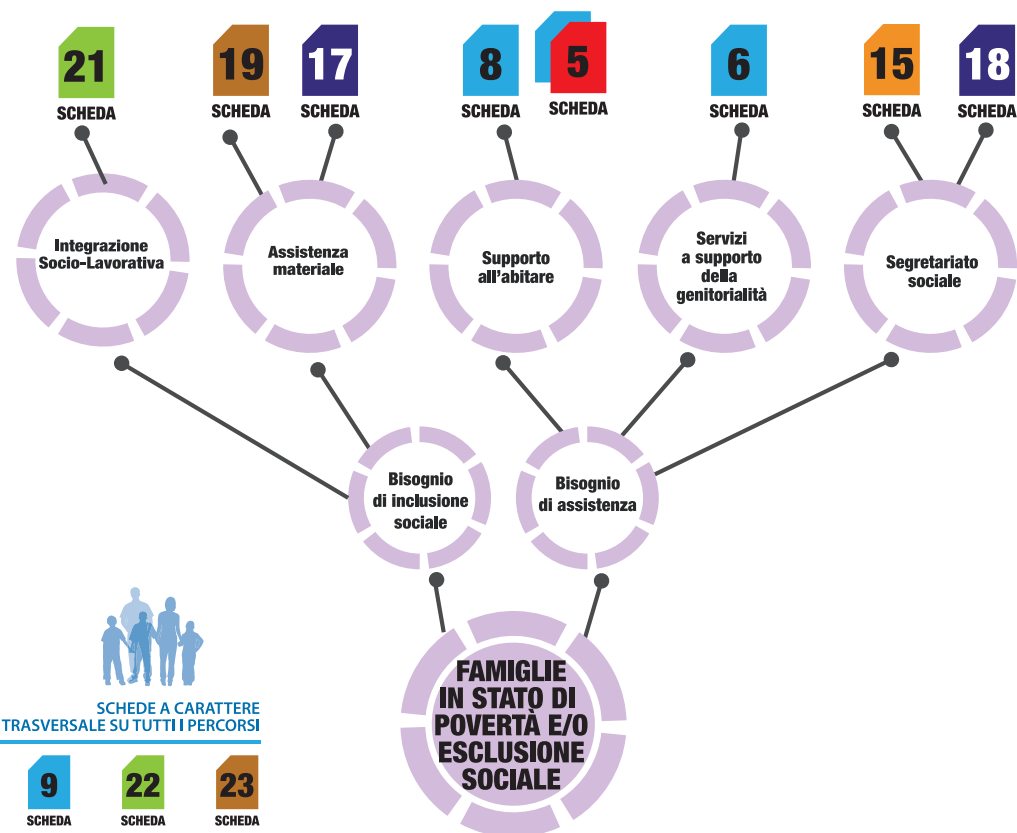 21
SCHEDA
19
SCHEDA
17
SCHEDA
8
SCHEDA
5
SCHEDA
6
SCHEDA
15
SCHEDA
18
SCHEDA
Integrazione
Socio-Lavorativa
Assistenza
materiale
Supporto
all'abitare
Servizi
a supporto
della
genitorialità
Segretariato
sociale
Bisognio
di inclusione
sociale
Bisognio
di assistenza
FAMIGLIE
IN STATO DI
POVERTÀ E/O
ESCLUSIONE
SOCIALE
SCHEDE A CARATTERE
TRASVERSALE SU TUTTI I PERCORSI
9
SCHEDA
22
SCHEDA
23
SCHEDA